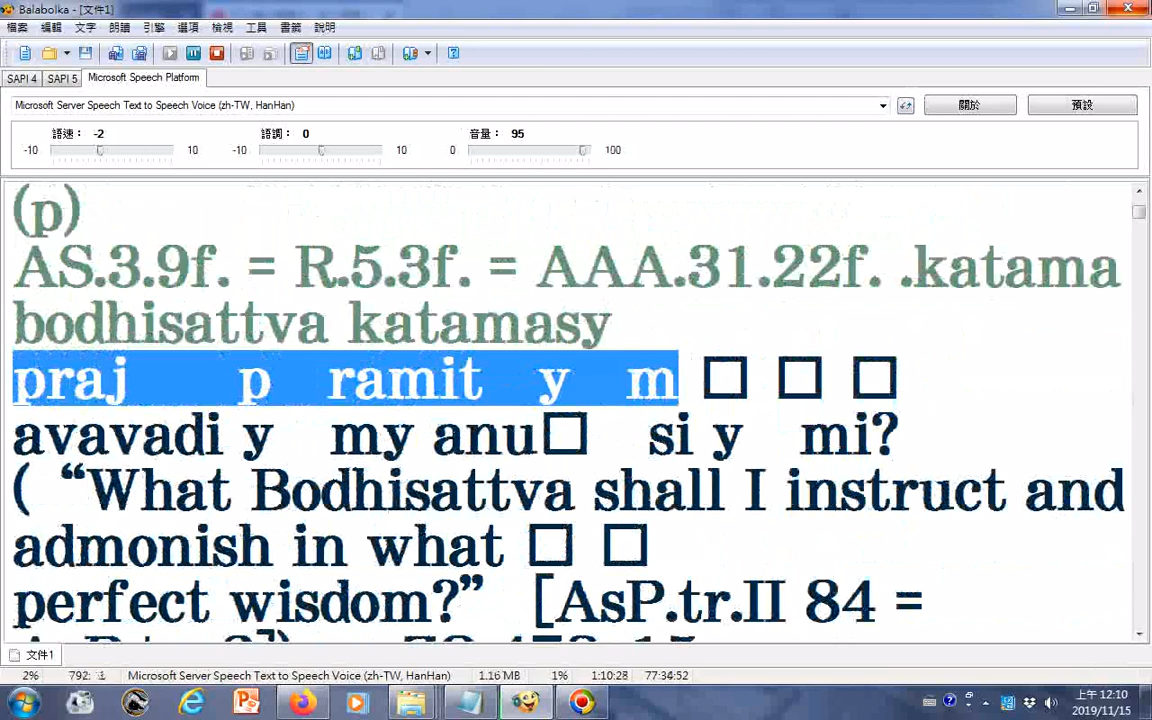 Balabolka - [文件1]
檔案 編輯 文字 朗讀 引擎 選項 檢視 工具 書籤 說明
SAPI 4 SAPI 5 Microsoft Speech Platform
Microsoft Server Speech Text to Speech Voice (zh-TW, HanHan) 關於 預設
語速： -2 語調： 0 音量： 95
-10 10 -10 10 0 100
(p)
AS.3.9f. = R.5.3f. = AAA.31.22f. .katama
bodhisattva katamasy
praj p ramit y m □ □ □
avavadi y my anu□ si y mi?
( “What Bodhisattva shall I instruct and
admonish in what □ □
perfect wisdom?” [AsP.tr.II 84 =
文件1
2% 792: 1 Microsoft Server Speech Text to Speech Voice (zh-TW, HanHan) 1.16 MB 1% 1:10:28 77:34:52
上午 12:10
2019/11/15